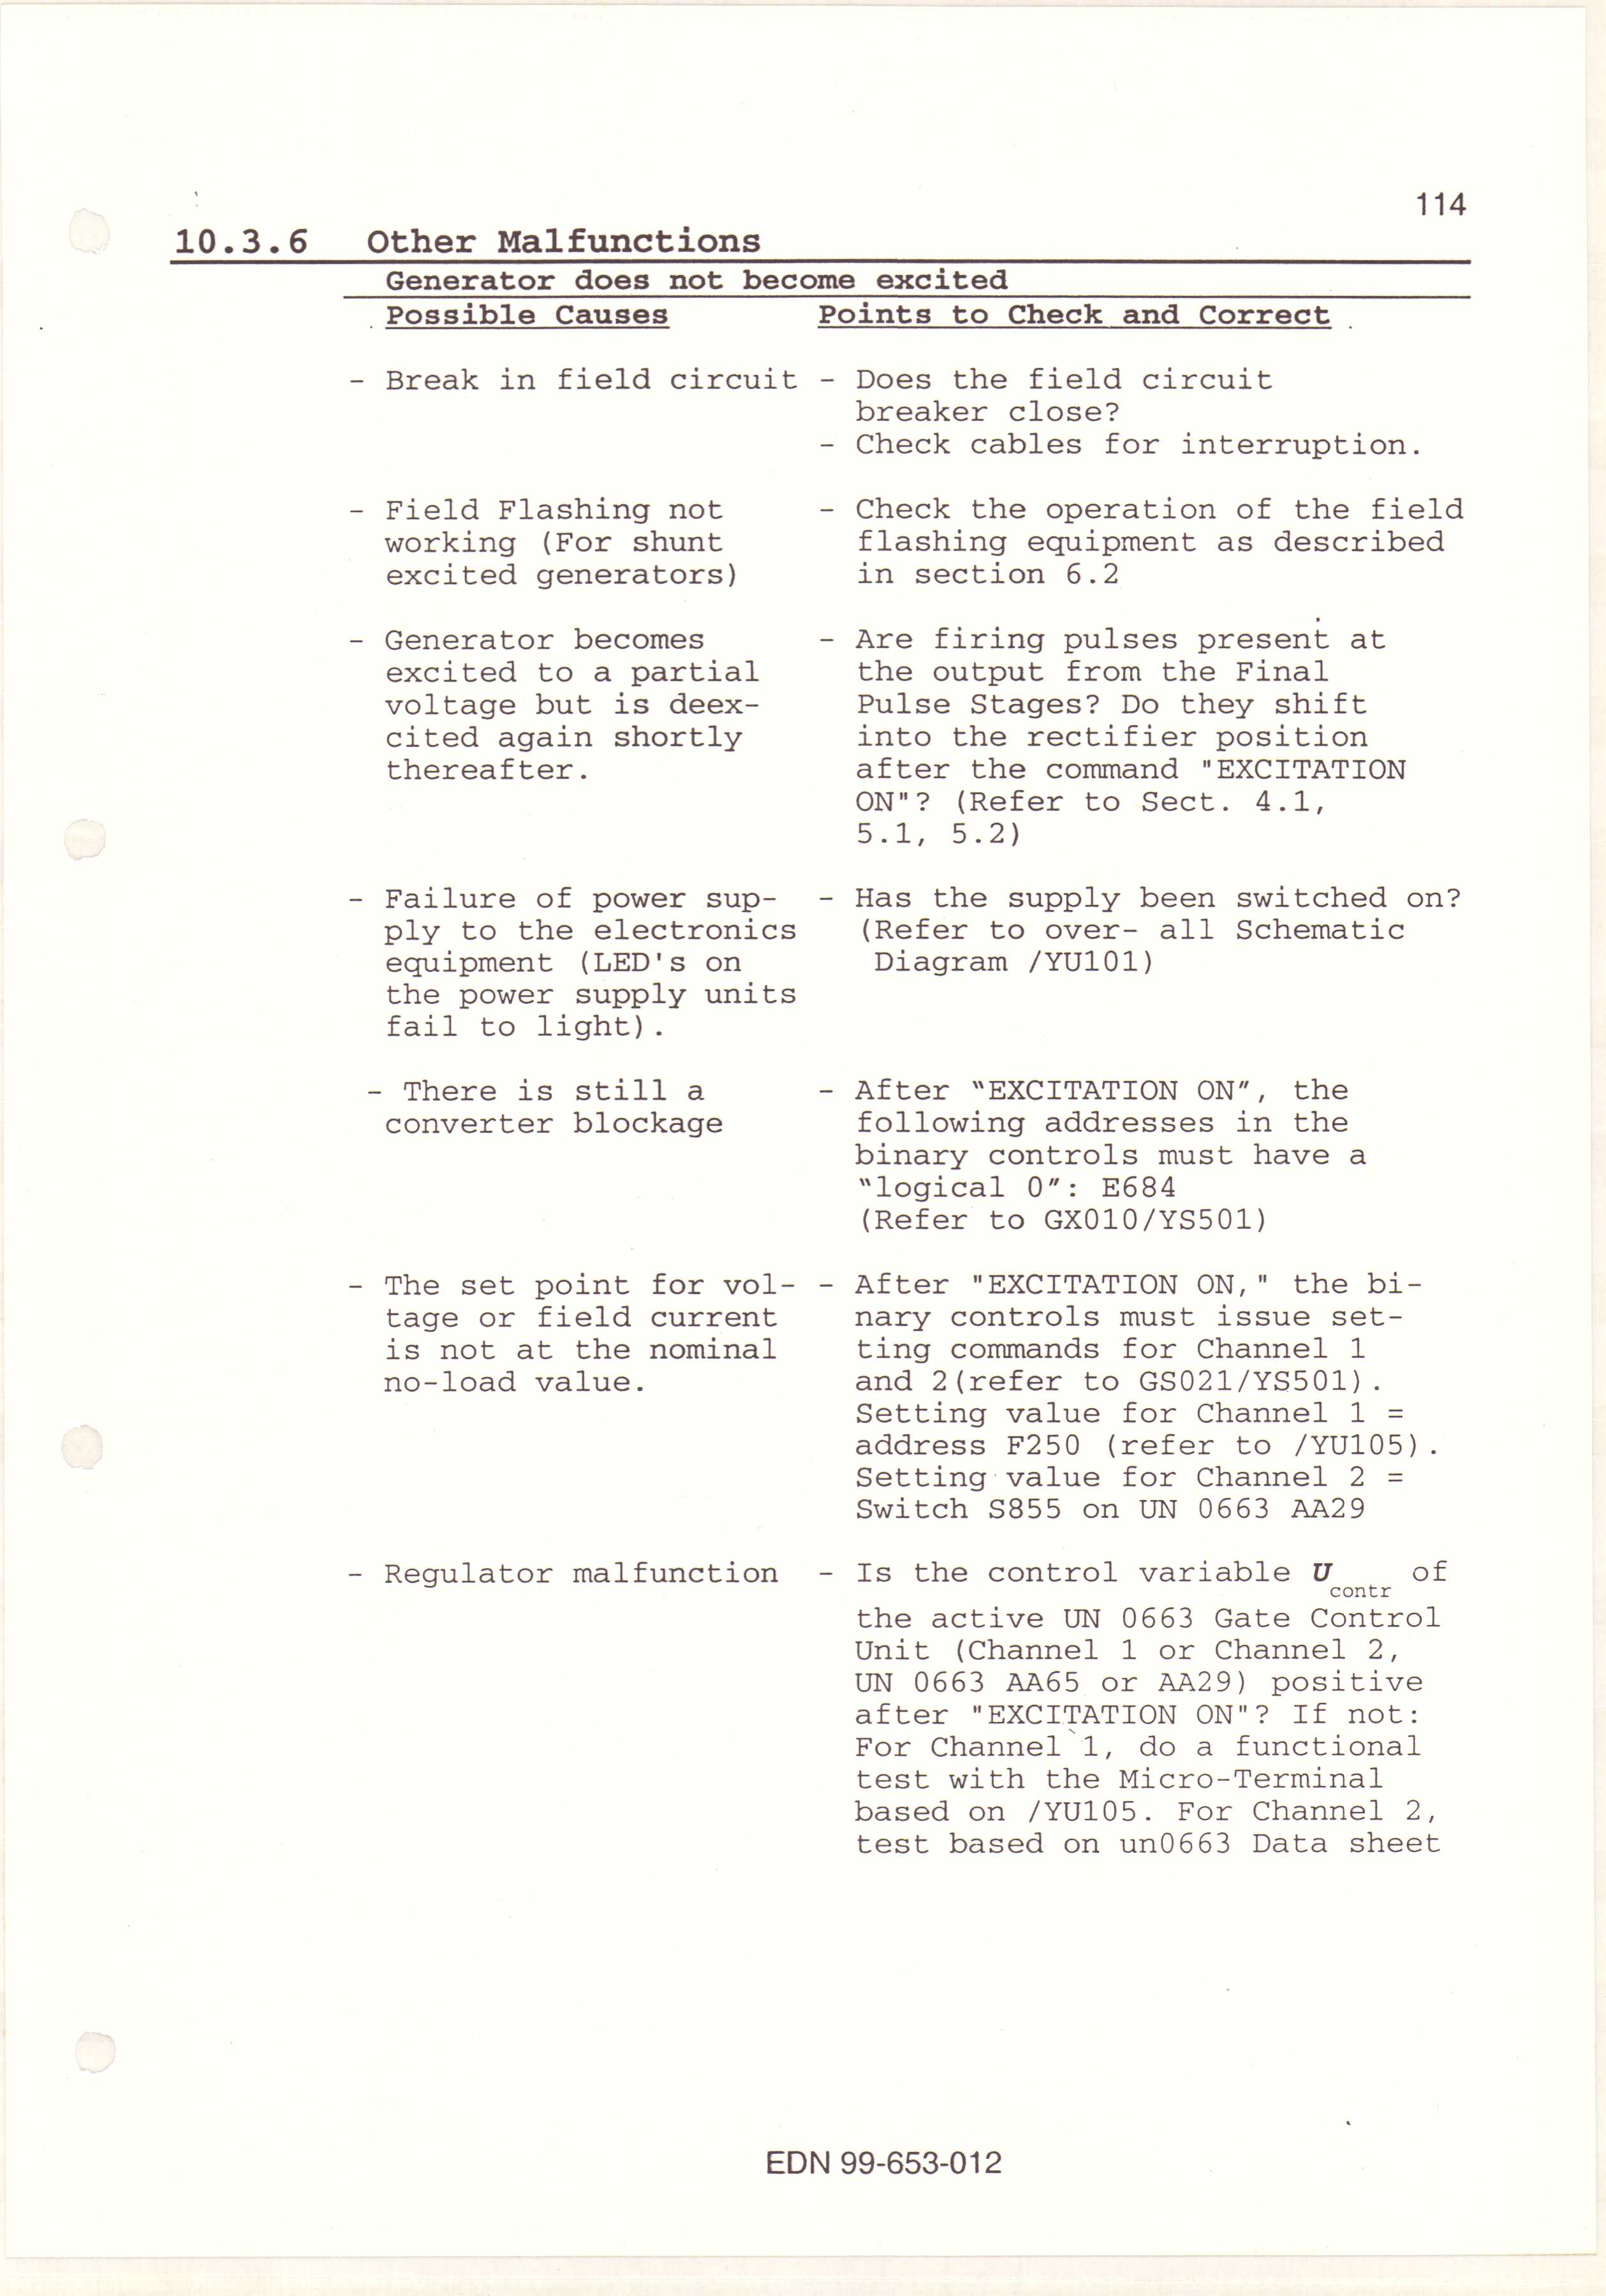 114
10.3.6 Other Malfunctions
Generator does not become excited
Possible Causes Points to Check and Correct
- Break in field circuit - Does the field circuit
breaker close?
- Check cables for interruption.
- Field Flashing not - Check the operation of the field
working (For shunt flashing equipment as described
excited generators) in section 6.2
- Generator becomes - Are firing pulses present at
excited to a partial the output from the Final
voltage but is deex- Pulse Stages? Do they shift
cited again shortly into the rectifier position
thereafter. after the command "EXCITATION
ON"? (Refer to Sect. 4.1,
5.1, 5.2)
- Failure of power sup- - Has the supply been switched on?
ply to the electronics (Refer to over- all Schematic
equipment (LED's on Diagram /YU101)
the power supply units
fail to light).
- There is still a - After “EXCITATION ON”, the
converter blockage following addresses in the
binary controls must have a
“logical 0”: E684
(Refer to GX010/YS501)
- The set point for vol- - After "EXCITATION ON," the bi-
tage or field current nary controls must issue set-
is not at the nominal ting commands for Channel 1
no-load value. and 2(refer to GS021/YS501).
Setting value for Channel 1 =
address F250 (refer to /YU105).
Setting value for Channel 2 =
Switch S855 on UN 0663 AA29
- Regulator malfunction - Is the control variable U contr of
the active UN 0663 Gate Control
Unit (Channel 1 or Channel 2,
UN 0663 AA65 or AA29) positive
after "EXCITATION ON"? If not:
For Channel 1, do a functional
test with the Micro-Terminal
based on /YU105. For Channel 2,
test based on un0663 Data sheet
EDN 99-653-012